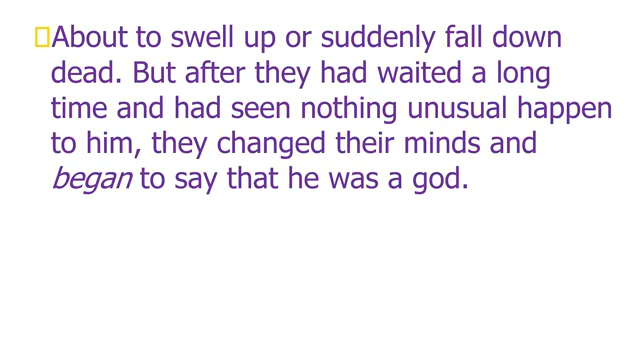 About to swell up or suddenly fall down
dead. But after they had waited a long
time and had seen nothing unusual happen
to him, they changed their minds and
began to say that he was a god.